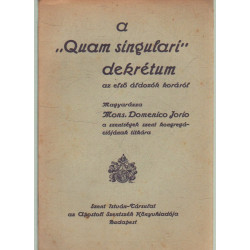 a
„Quam singulari”
dekrétum
az első áldozók koráról
Magyarázza
Mons. Domenico Jorio
a szentségek szent kongregá-
ciójának titkára
Szent István-Társulat
az Apostoli Szentszék Könyvkiadója
Budapest